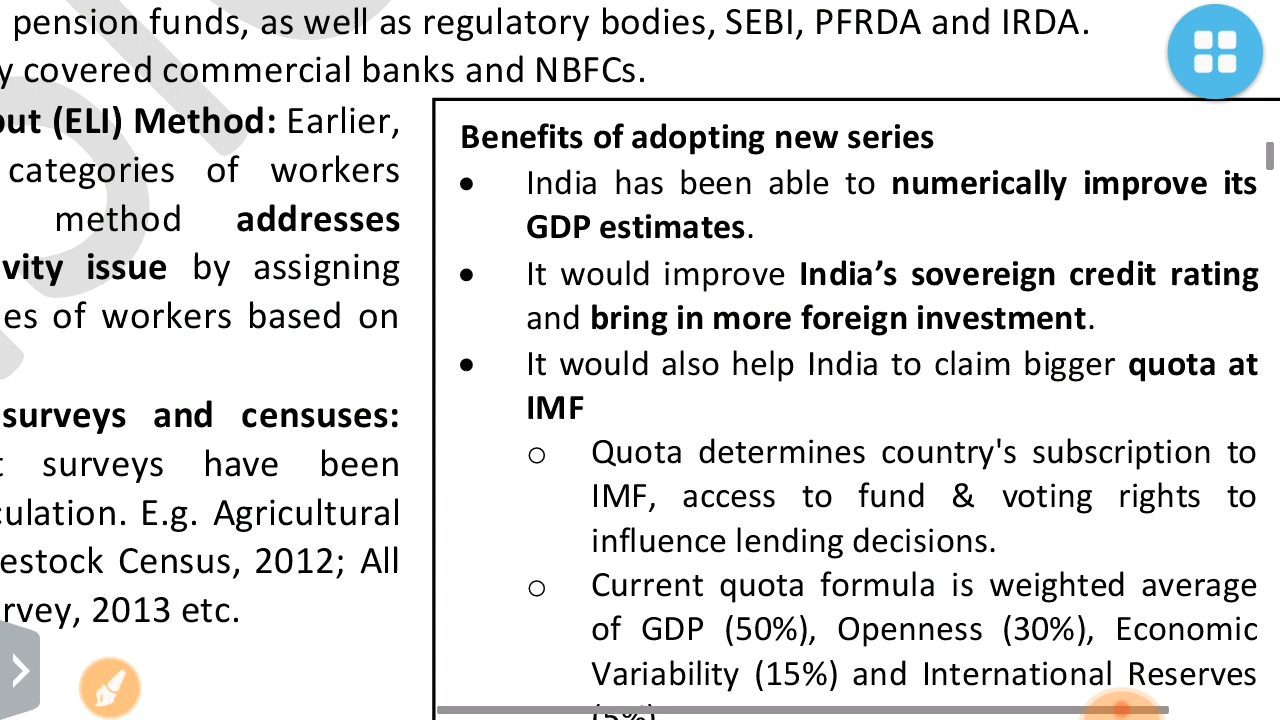 pension funds, as well as regulatory bodies, SEBI, PFRDA and IRDA.
y covered commercial banks and NBFCs.
out (ELI) Method: Earlier,
categories of workers
method addresses
vity issue by assigning
es of workers based on
surveys and censuses:
t surveys have been
culation. E.g. Agricultural
estock Census, 2012; All
rvey, 2013 etc.
Benefits of adopting new series
• India has been able to numerically improve its
GDP estimates.
• It would improve India’s sovereign credit rating
and bring in more foreign investment.
• It would also help India to claim bigger quota at
IMF
o Quota determines country's subscription to
IMF, access to fund & voting rights to
influence lending decisions.
o Current quota formula is weighted average
of GDP (50%), Openness (30%), Economic
Variability (15%) and International Reserves
(5%)